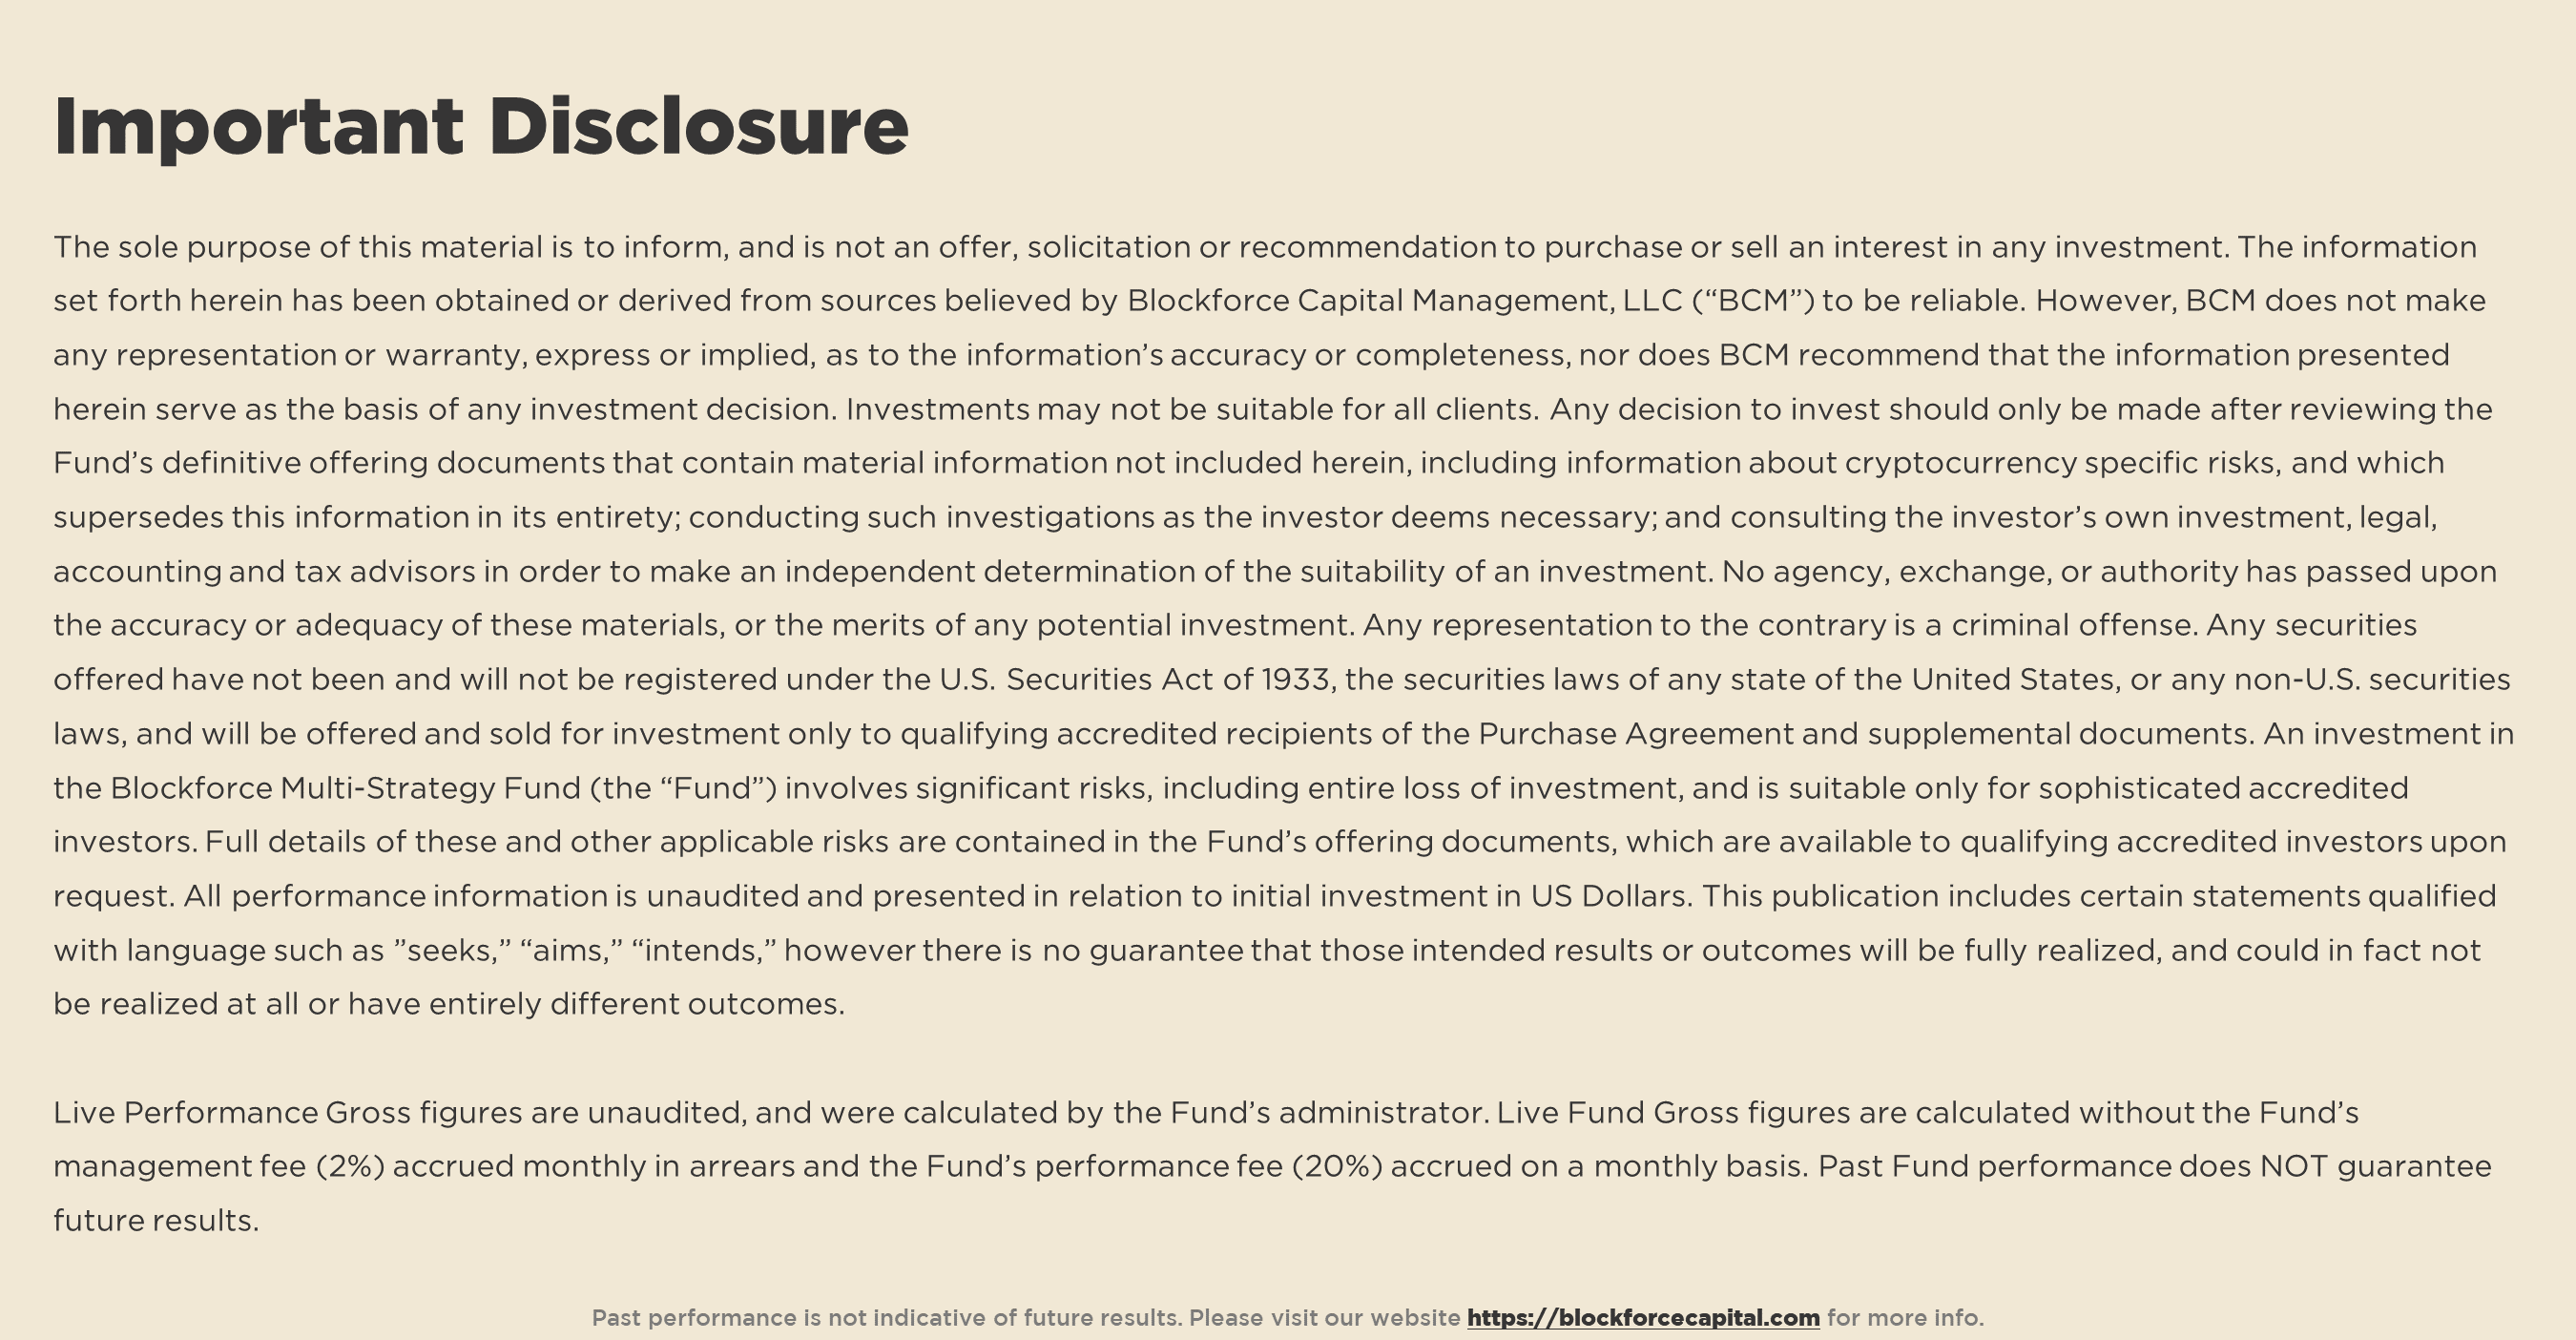 Important Disclosure
The sole purpose of this material is to inform, and is not an offer, solicitation or recommendation to purchase or sell an interest in any investment. The information
set forth herein has been obtained or derived from sources believed by Blockforce Capital Management, LLC (“BCM”) to be reliable. However, BCM does not make
any representation or warranty, express or implied, as to the information’s accuracy or completeness, nor does BCM recommend that the information presented
herein serve as the basis of any investment decision. Investments may not be suitable for all clients. Any decision to invest should only be made after reviewing the
Fund’s definitive offering documents that contain material information not included herein, including information about cryptocurrency specific risks, and which
supersedes this information in its entirety; conducting such investigations as the investor deems necessary; and consulting the investor’s own investment, legal,
accounting and tax advisors in order to make an independent determination of the suitability of an investment. No agency, exchange, or authority has passed upon
the accuracy or adequacy of these materials, or the merits of any potential investment. Any representation to the contrary is a criminal offense. Any securities
offered have not been and will not be registered under the U.S. Securities Act of 1933, the securities laws of any state of the United States, or any non-U.S. securities
laws, and will be offered and sold for investment only to qualifying accredited recipients of the Purchase Agreement and supplemental documents. An investment in
the Blockforce Multi-Strategy Fund (the “Fund”) involves significant risks, including entire loss of investment, and is suitable only for sophisticated accredited
investors. Full details of these and other applicable risks are contained in the Fund’s offering documents, which are available to qualifying accredited investors upon
request. All performance information is unaudited and presented in relation to initial investment in US Dollars. This publication includes certain statements qualified
with language such as ”seeks,” “aims,” “intends,” however there is no guarantee that those intended results or outcomes will be fully realized, and could in fact not
be realized at all or have entirely different outcomes.
Live Performance Gross figures are unaudited, and were calculated by the Fund’s administrator. Live Fund Gross figures are calculated without the Fund’s
management fee (2%) accrued monthly in arrears and the Fund’s performance fee (20%) accrued on a monthly basis. Past Fund performance does NOT guarantee
future results.
Past performance is not indicative of future results. Please visit our website https://blockforcecapital.com for more info.